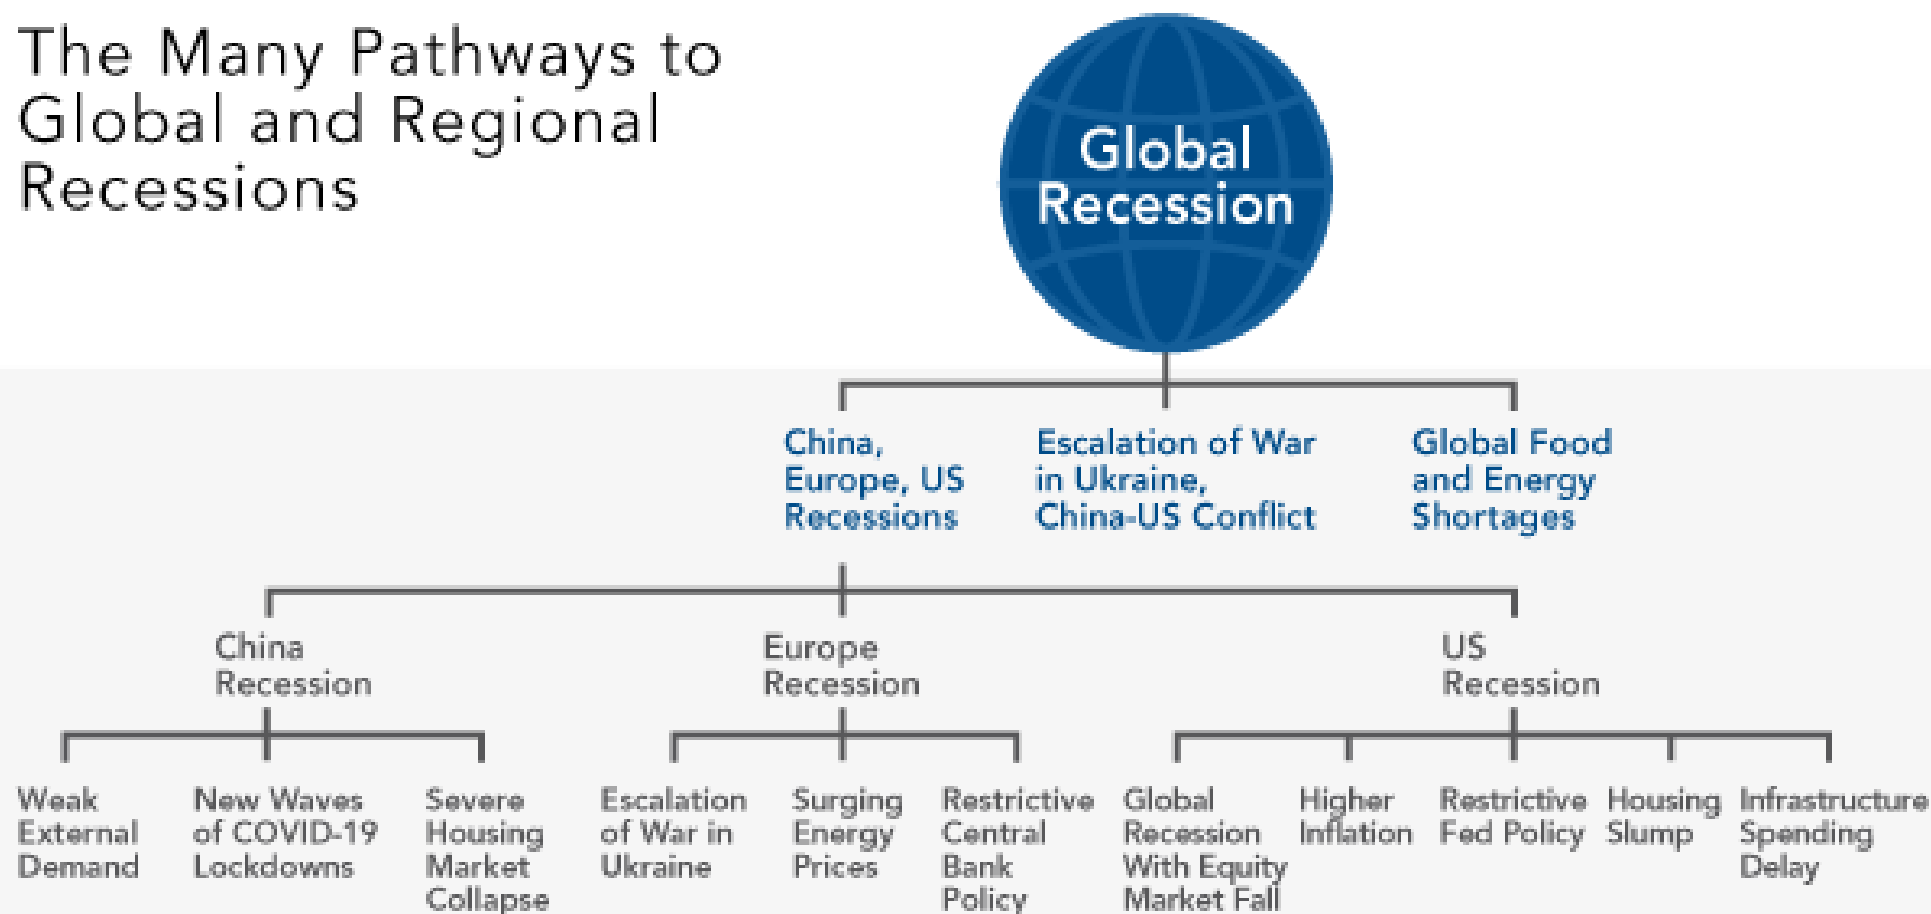 The Many Pathways to
Global and Regional
Recessions
Global
Recession
China,
Europe, US
Recessions
Escalation of War
in Ukraine,
China-US Conflict
Global Food
and Energy
Shortages
China
Recession
Europe
Recession
US
Recession
Weak
External
Demand
New Waves
of COVID-19
Lockdowns
Severe
Housing
Market
Collapse
Escalation
of War in
Ukraine
Surging
Energy
Prices
Restrictive
Central
Bank
Policy
Global
Recession
With Equity
Market Fall
Higher
Inflation
Restrictive
Fed Policy
Housing
Slump
Infrastructure
Spending
Delay